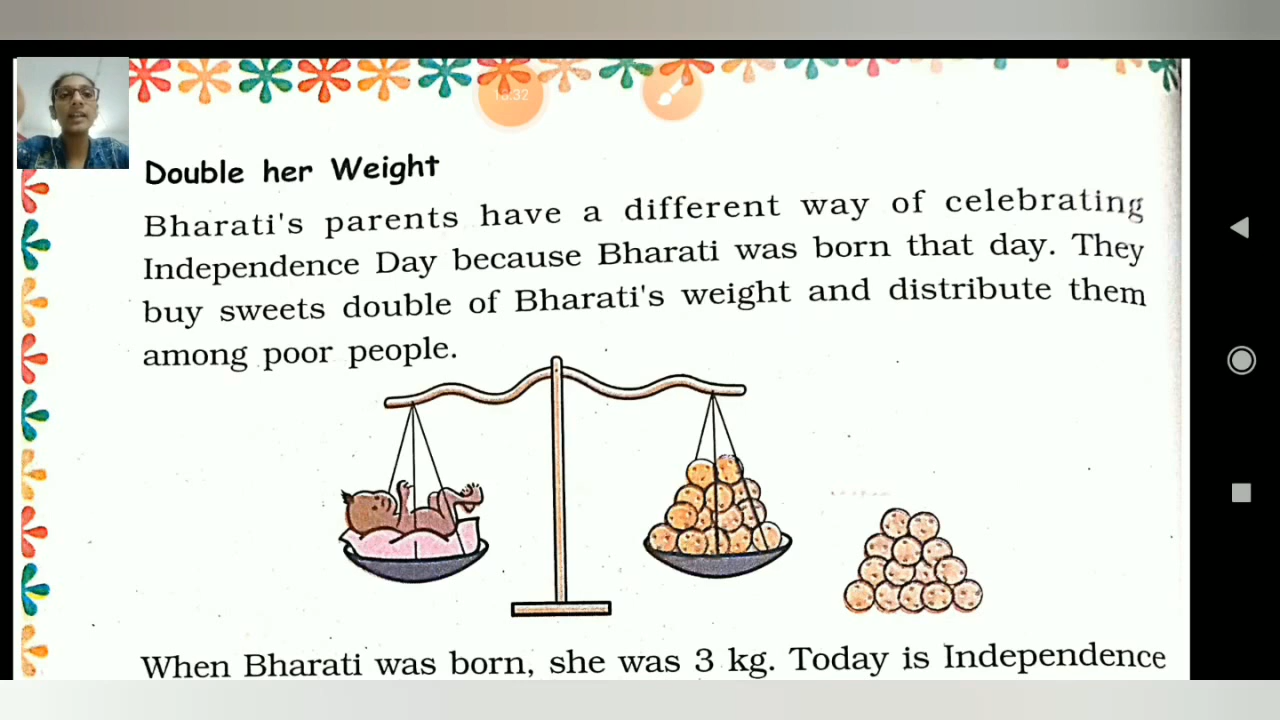 16:32
Double her Weight
Bharati's parents have a different way of celebrating
Independence Day because Bharati was born that day. They
buy sweets double of Bharati's weight and distribute them
among poor people.
When Bharati was born, she was 3 kg. Today is Independence